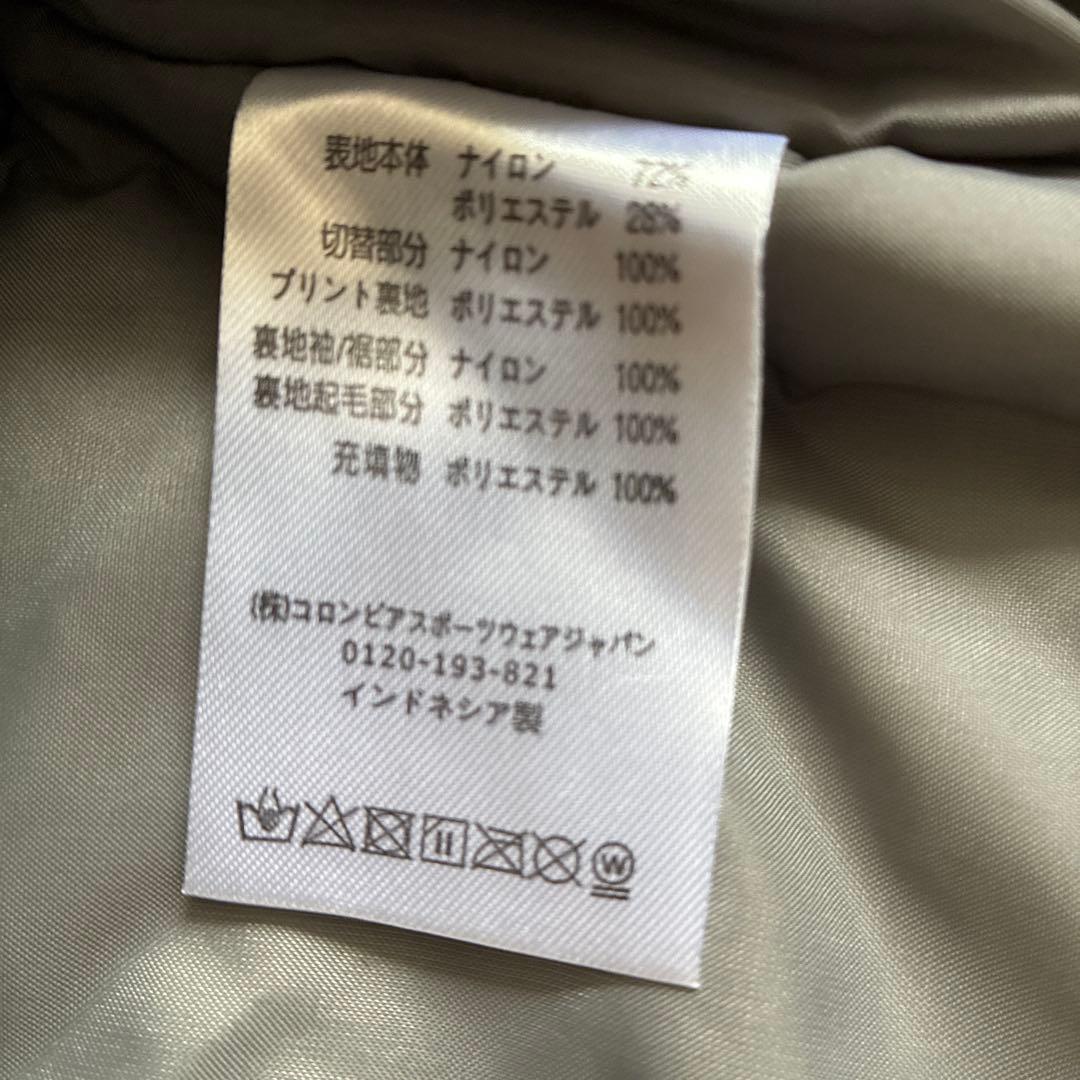 表地本体 ナイロン 72%
ポリエステル 28%
切替部分 ナイロン 100%
プリント裏地 ポリエステル 100%
裏地袖/裾部分 ナイロン 100%
裏地起毛部分 ポリエステル 100%
充填物 ポリエステル 100%
(株)コロンビアスポーツウェアジャパン
0120-193-821
インドネシア製
W